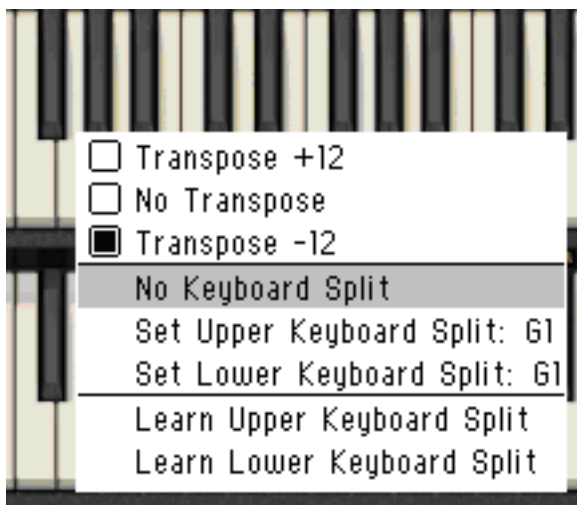 Transpose +12
No Transpose
Transpose -12
No Keyboard Split
Set Upper Keyboard Split: G1
Set Lower Keyboard Split: G1
Learn Upper Keyboard Split
Learn Lower Keyboard Split